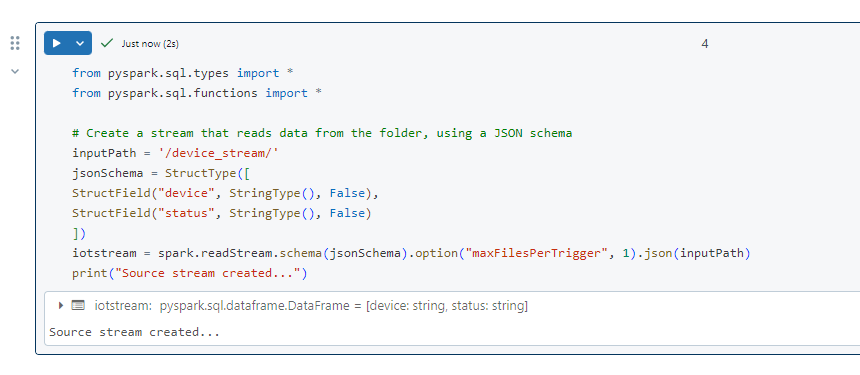 Just now (2s)
4
from pyspark.sql.types import *
from pyspark.sql.functions import *
# Create a stream that reads data from the folder, using a JSON schema
inputPath = '/device_stream/'
jsonSchema = StructType([
StructField("device", StringType(), False),
StructField("status", StringType(), False)
])
iotstream = spark.readStream.schema(jsonSchema).option("maxFilesPerTrigger", 1).json(inputPath)
print("Source stream created...")
iotstream: pyspark.sql.dataframe.DataFrame = [device: string, status: string]
Source stream created...